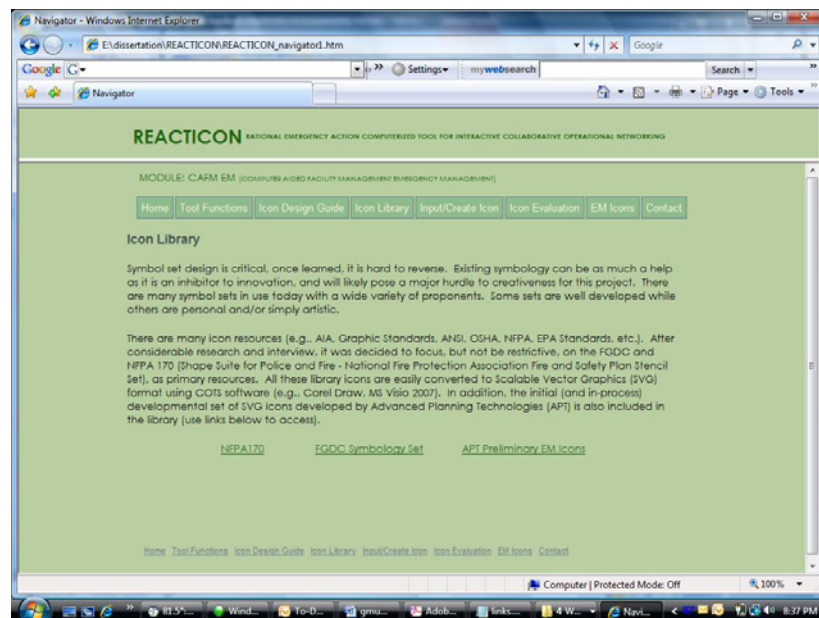 Navigator - Windows Internet Explorer
E:\dissertation\REACTICON\REACTICON_navigator1.htm
Google
Google G
Settings
mywebsearch
Search
Navigator
Page
Tools
REACTICON RATIONAL EMERGENCY ACTION COMPUTERIZED TOOL FOR INTERACTIVE COLLABORATIVE OPERATIONAL NETWORKING
MODULE: CAFM EM (COMPUTER AIDED FACILITY MANAGEMENT EMERGENCY MANAGEMENT)
Home Tool Functions Icon Design Guide Icon Library Input/Create Icon Icon Evaluation EM Icons Contact
Icon Library
Symbol set design is critical, once learned, it is hard to reverse. Existing symbology can be as much a help
as it is an inhibitor to innovation, and will likely pose a major hurdle to creativeness for this project. There
are many symbol sets in use today with a wide variety of proponents. Some sets are well developed while
others are personal and/or simply artistic.
There are many icon resources (e.g., AIA, Graphic Standards, ANSI, OSHA, NFPA, EPA Standards, etc.). After
considerable research and interview, it was decided to focus, but not be restrictive, on the FGDC and
NFPA 170 (Shape Suite for Police and Fire - National Fire Protection Association Fire and Safety Plan Stencil
Set), as primary resources. All these library icons are easily converted to Scalable Vector Graphics (SVG)
format using COTS software (e.g., Corel Draw, MS Visio 2007). In addition, the initial (and in-process)
developmental set of SVG icons developed by Advanced Planning Technologies (APT) is also included in
the library (use links below to access).
NFPA170 FGDC Symbology Set APT Preliminary EM Icons
Home Tool Functions Icon Design Guide Icon Library Input/Create Icon Icon Evaluation EM Icons Contact
Computer | Protected Mode: Off
100%
81.5°:...
Wind...
To-D...
gmu...
Adob...
links...
4 W...
Navi...
8:37 PM